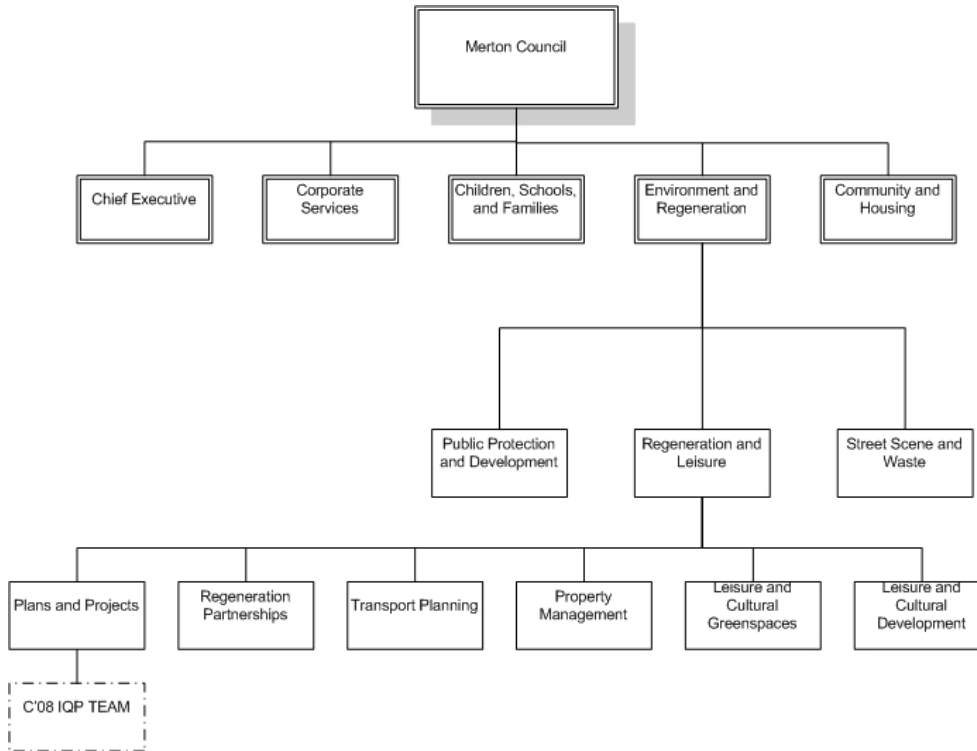 Merton Council
Chief Executive
Corporate
Services
Children, Schools,
and Families
Environment and
Regeneration
Community and
Housing
Public Protection
and Development
Regeneration and
Leisure
Street Scene and
Waste
Plans and Projects
Regeneration
Partnerships
Transport Planning
Property
Management
Leisure and
Cultural
Greenspaces
Leisure and
Cultural
Development
C'08 IQP TEAM